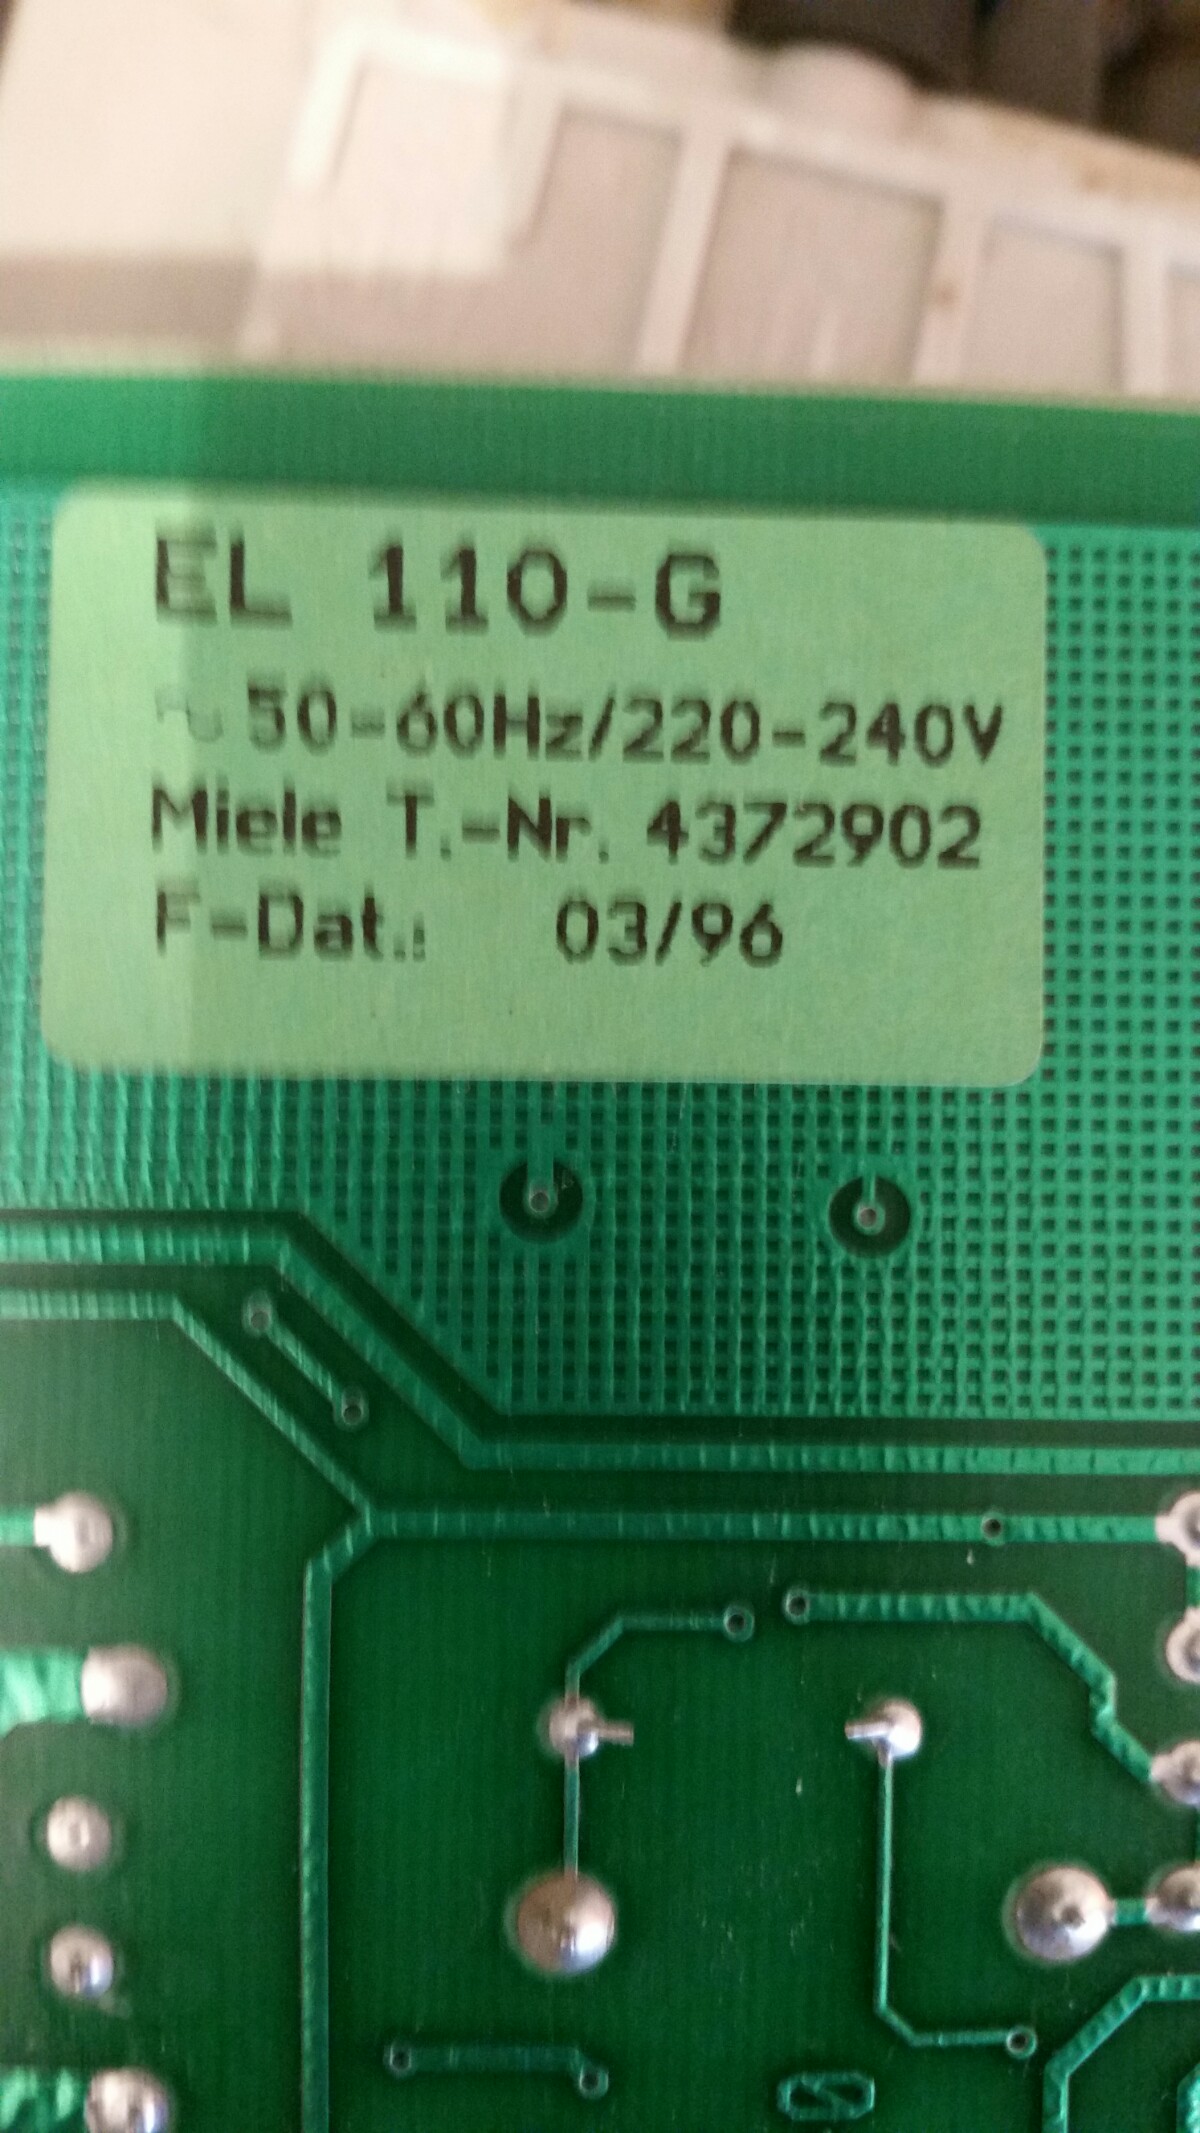 EL 110-G
~50-60Hz/220-240V
Miele T.-Nr. 4372902
F-Dat.: 03/96